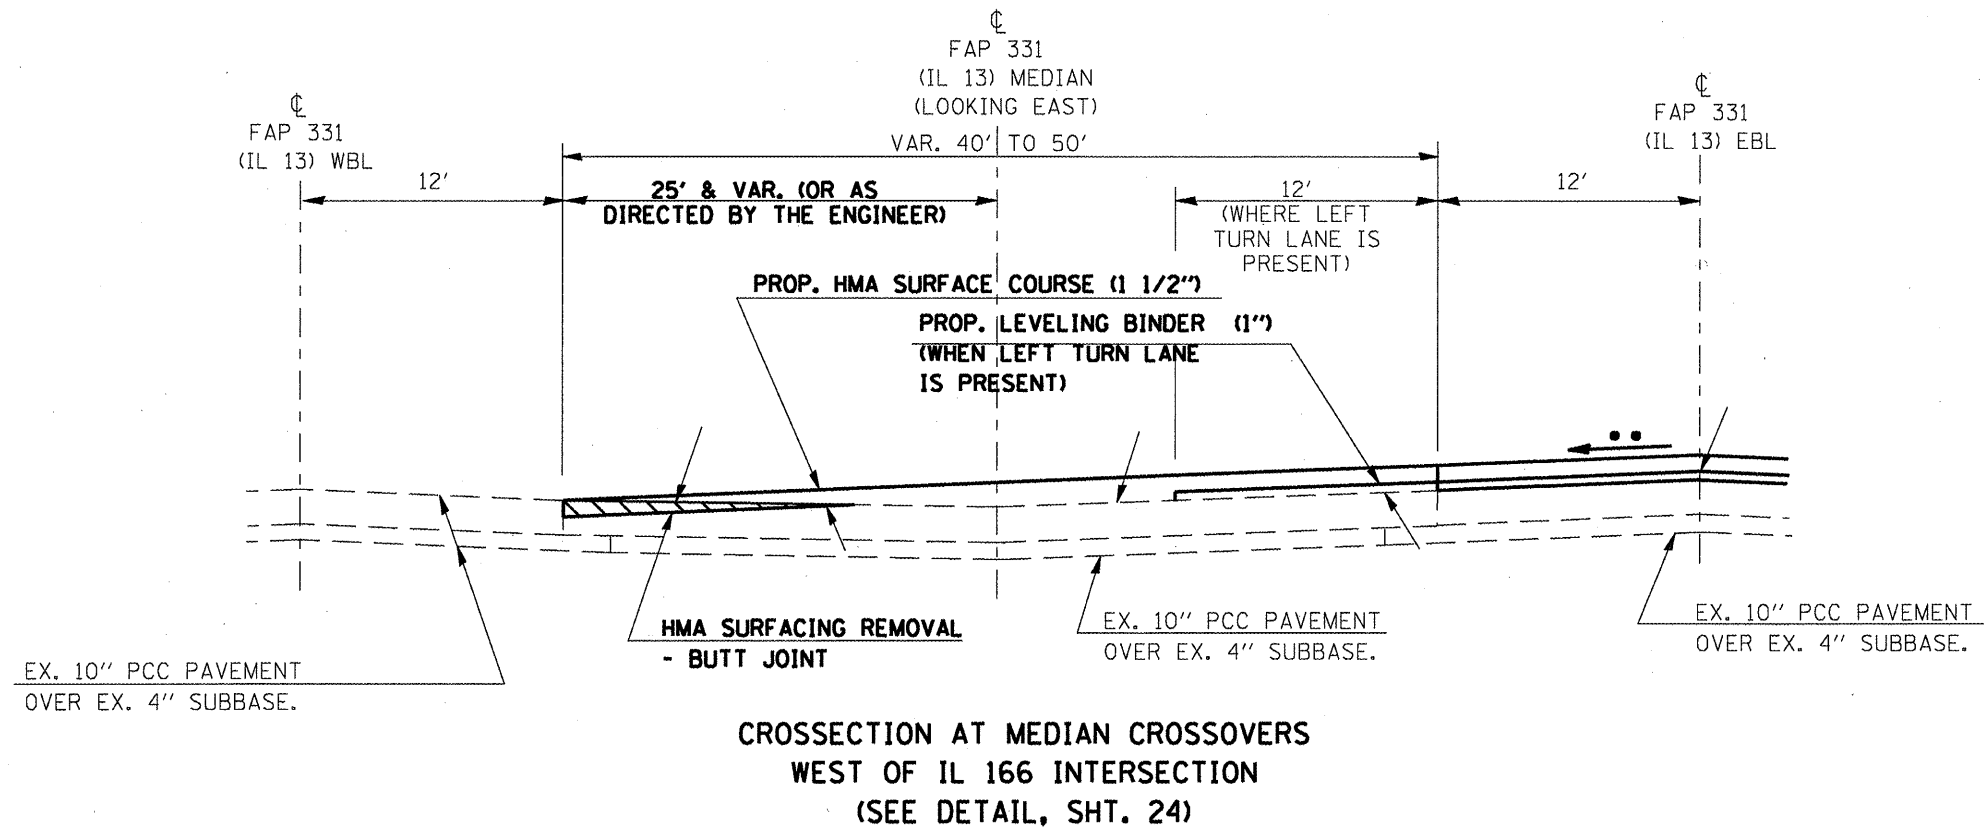 ℄
FAP 331
(IL 13) MEDIAN
(LOOKING EAST)
℄
FAP 331
(IL 13) WBL
℄
FAP 331
(IL 13) EBL
VAR. 40' TO 50'
12'
25' & VAR. (OR AS
DIRECTED BY THE ENGINEER)
12'
(WHERE LEFT
TURN LANE IS
PRESENT)
12'
PROP. HMA SURFACE COURSE (1 1/2")
PROP. LEVELING BINDER (1")
(WHEN LEFT TURN LANE
IS PRESENT)
HMA SURFACING REMOVAL
- BUTT JOINT
EX. 10" PCC PAVEMENT
OVER EX. 4" SUBBASE.
EX. 10" PCC PAVEMENT
OVER EX. 4" SUBBASE.
EX. 10" PCC PAVEMENT
OVER EX. 4" SUBBASE.
CROSSECTION AT MEDIAN CROSSOVERS
WEST OF IL 166 INTERSECTION
(SEE DETAIL, SHT. 24)